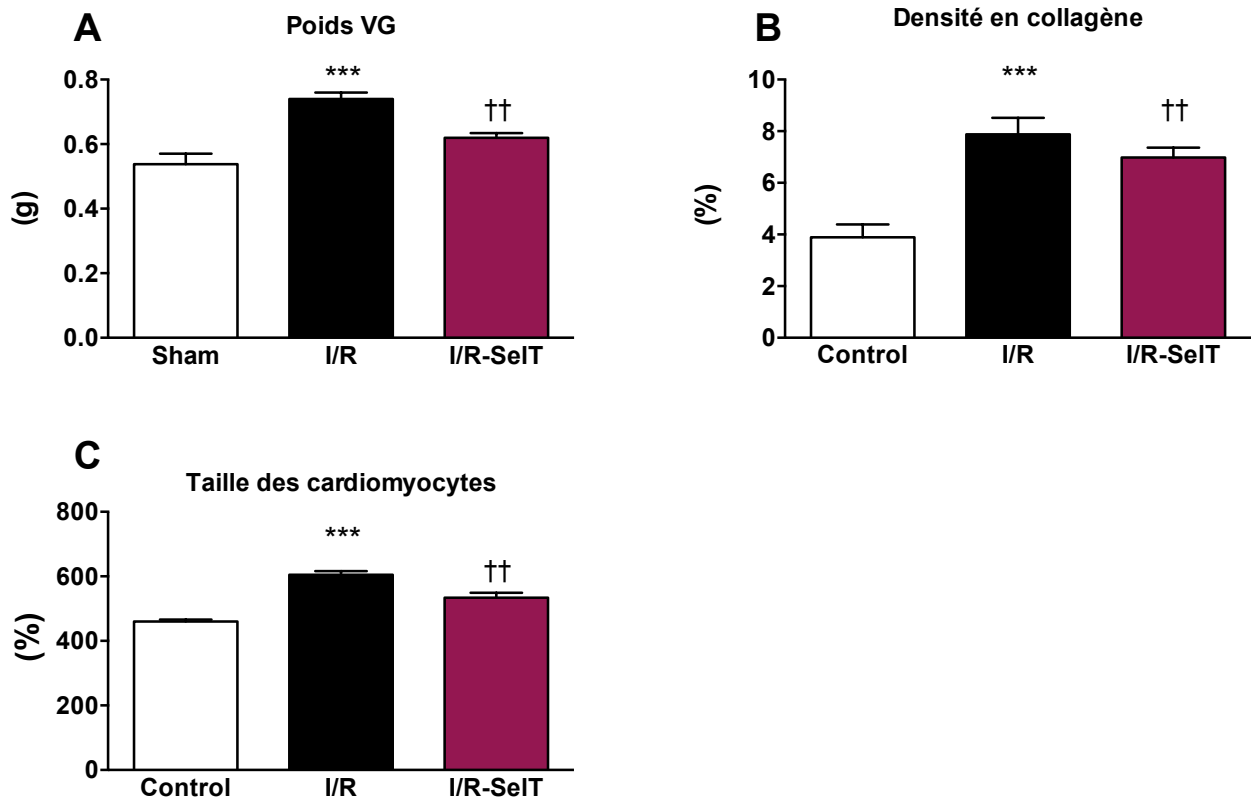 A
Poids VG
(g)
0.8
0.6
0.4
0.2
0.0
***
††
Sham I/R I/R-SelT
B
Densité en collagène
(%)
10
8
6
4
2
0
***
††
Control I/R I/R-SelT
C
Taille des cardiomyocytes
(%)
800
600
400
200
0
***
††
Control I/R I/R-SelT